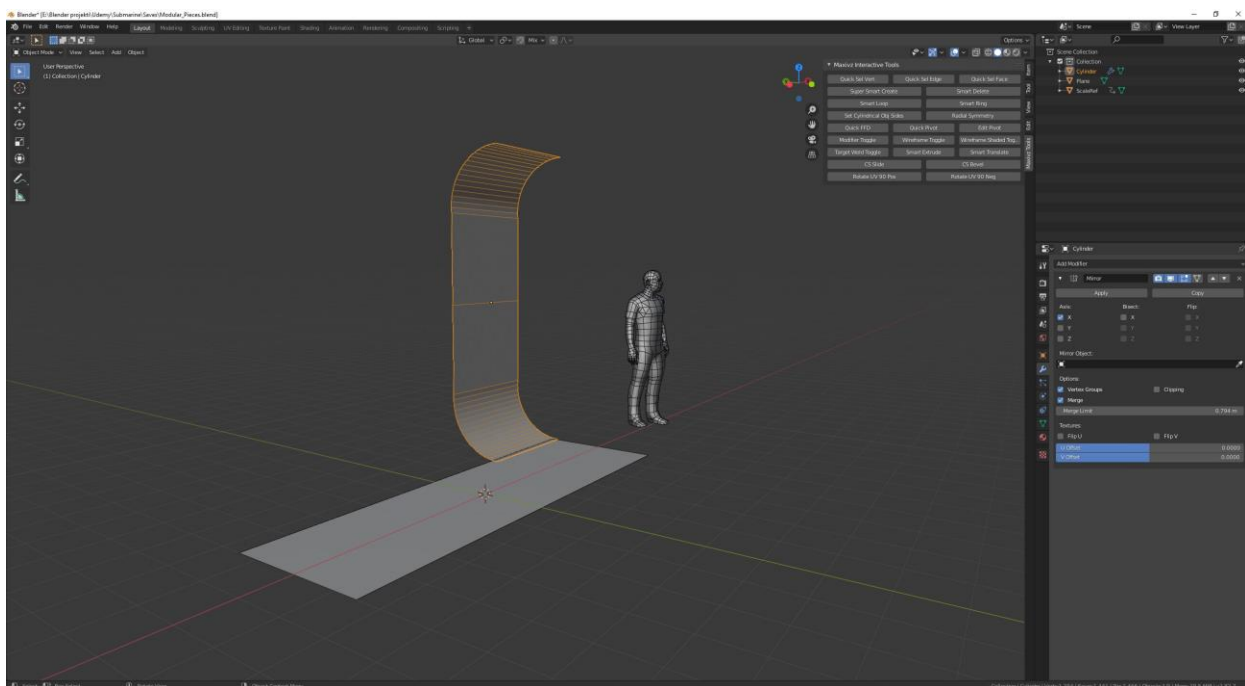 Blender* [E:\Blender projekti\Udemy\Submarine\Saves\Modular_Pieces.blend]
File Edit Render Window Help Layout Modeling Sculpting UV Editing Texture Paint Shading Animation Rendering Compositing Scripting +
Scene View Layer
Global Mix Options
Object Mode View Select Add Object
User Perspective
(1) Collection | Cylinder
Maxivz Interactive Tools
Quick Sel Vert Quick Sel Edge Quick Sel Face
Super Smart Create Smart Delete
Smart Loop Smart Ring
Set Cylindrical Obj Sides Radial Symmetry
Quick FFD Quick Pivot Edit Pivot
Modifier Toggle Wireframe Toggle Wireframe Shaded Tog..
Target Weld Toggle Smart Extrude Smart Translate
CS Slide CS Bevel
Rotate UV 90 Pos Rotate UV 90 Neg
Item
Tool
View
Edit
Maxivz Tools
Scene Collection
Collection
Cylinder
Plane
ScaleRef
Cylinder
Add Modifier
Mirror
Apply Copy
Axis: Bisect: Flip:
X X X
Y Y Y
Z Z Z
Mirror Object:
Options:
Vertex Groups Clipping
Merge
Merge Limit 0.794 m
Textures:
Flip U Flip V
U Offset 0.0000
V Offset 0.0000